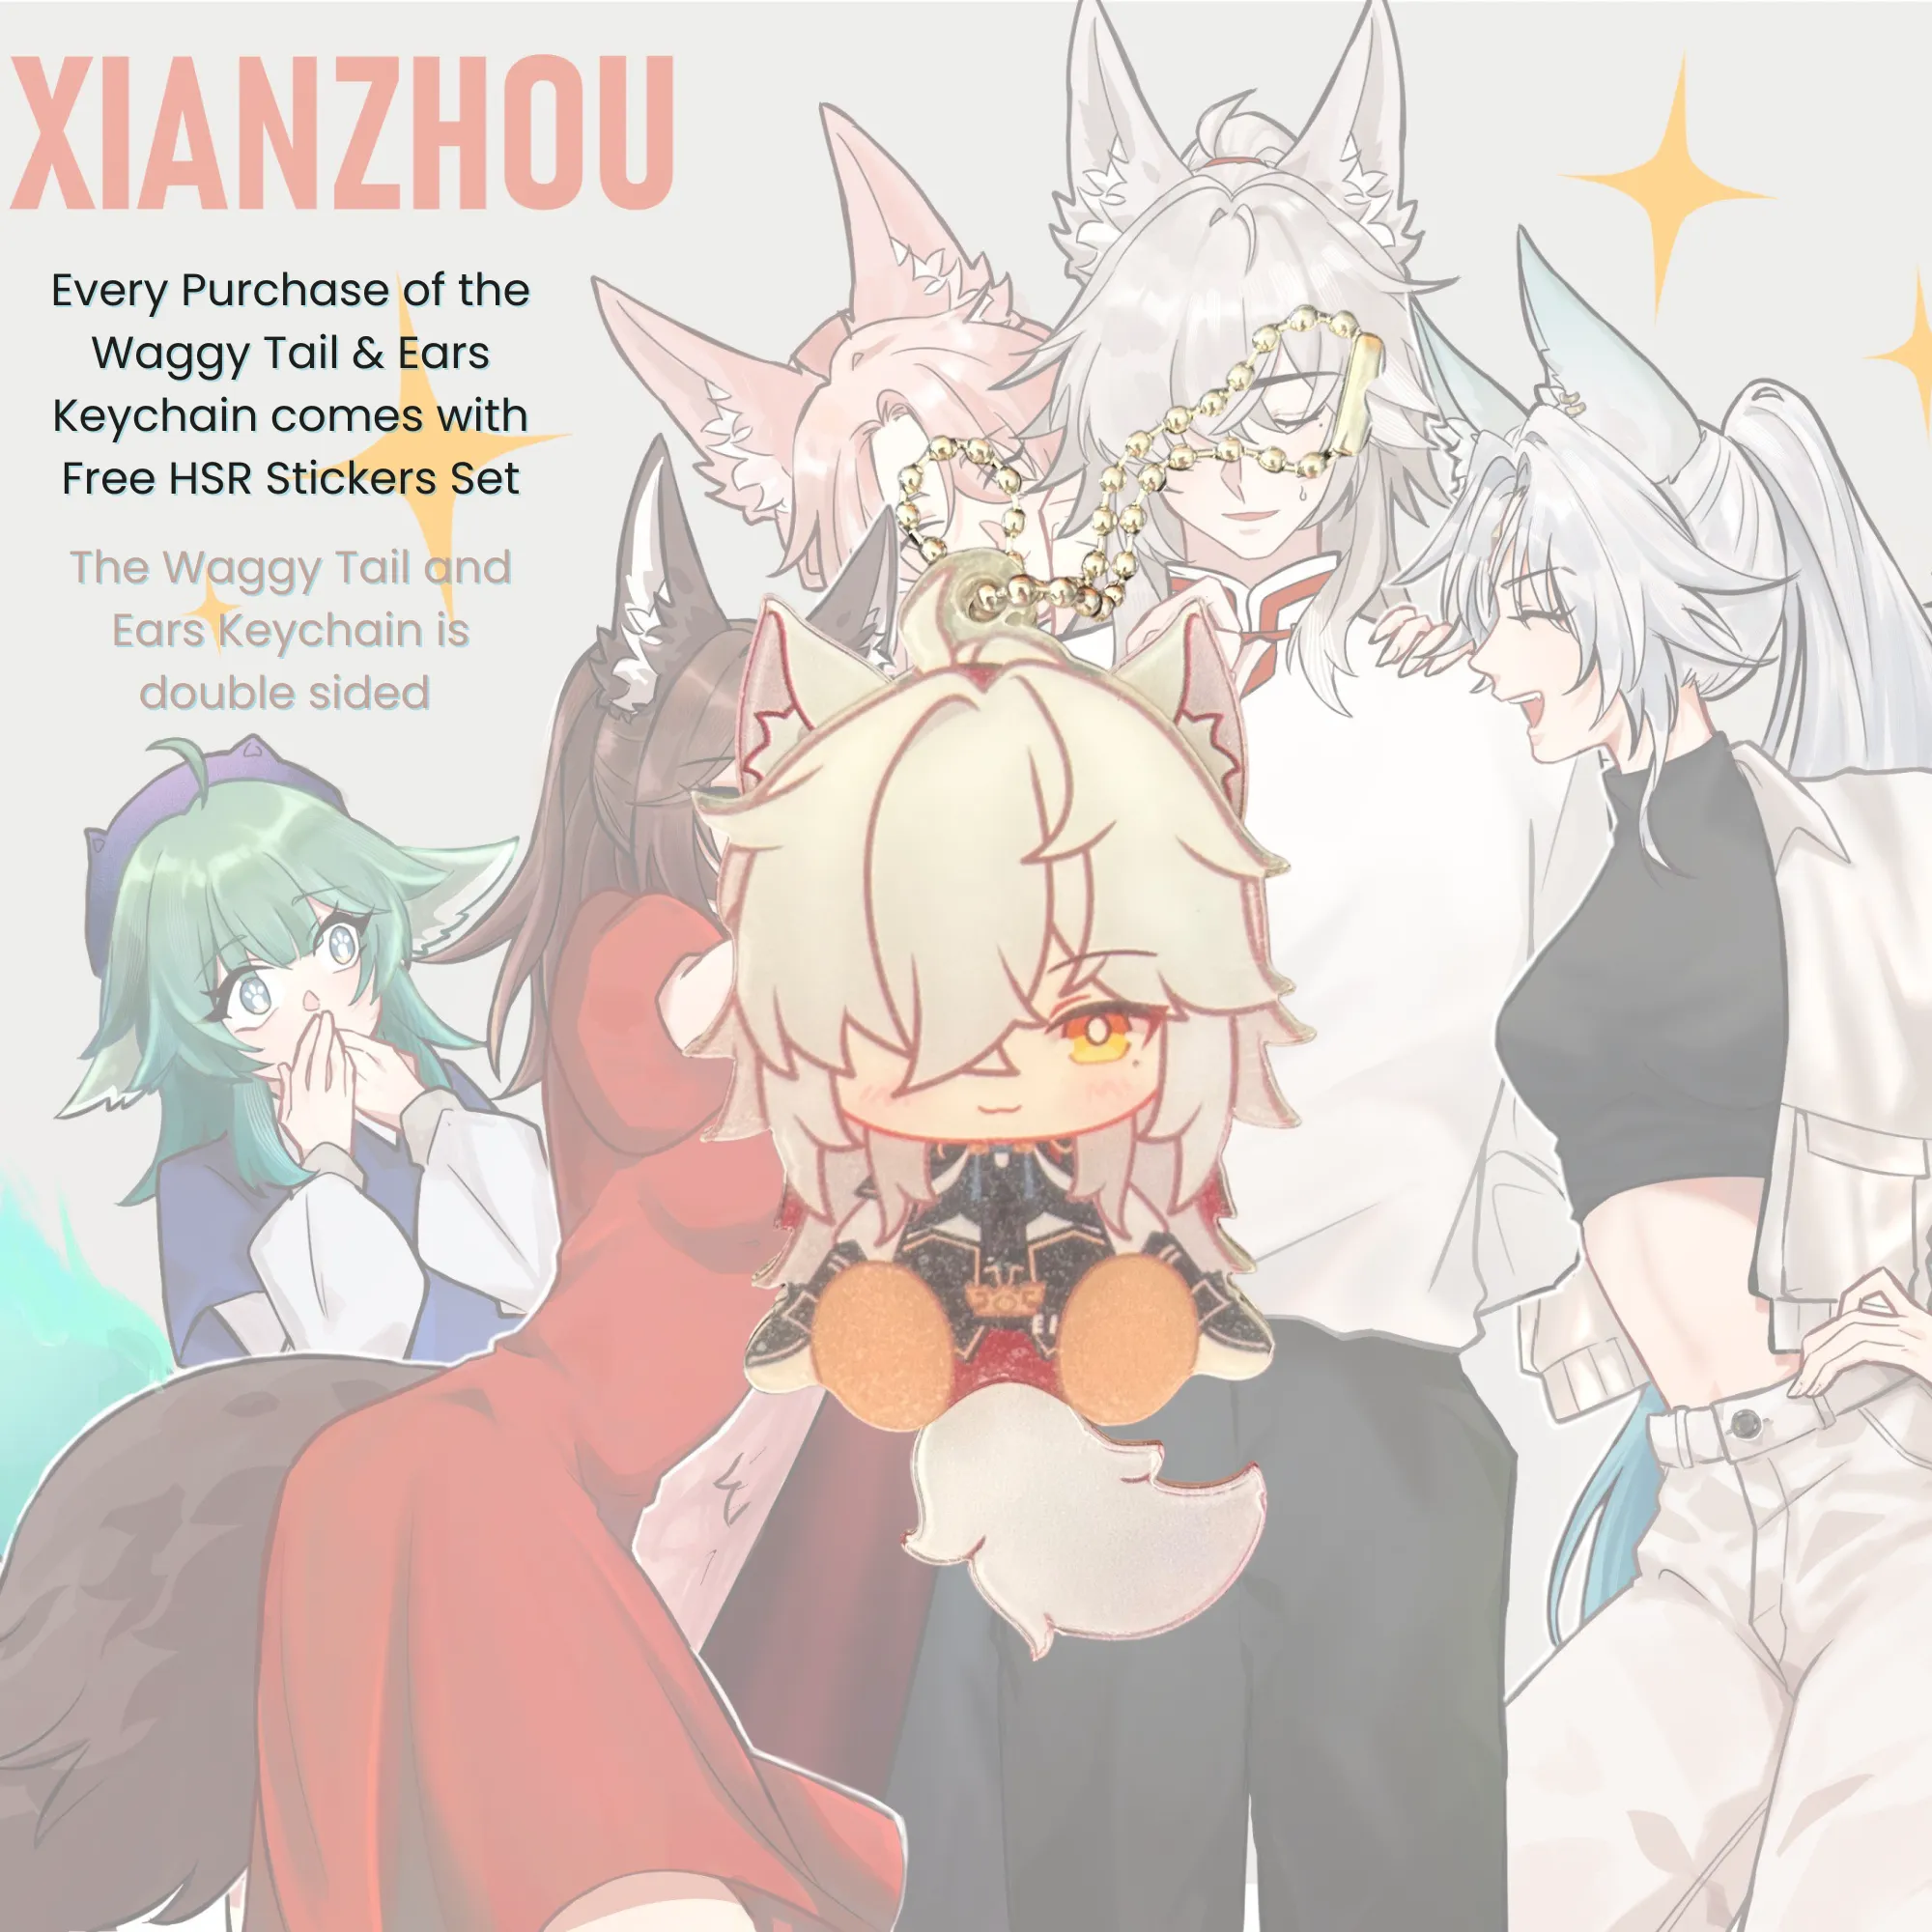 XIANZHOU
Every Purchase of the
Waggy Tail & Ears
Keychain comes with
Free HSR Stickers Set
The Waggy Tail and
Ears Keychain is
double sided